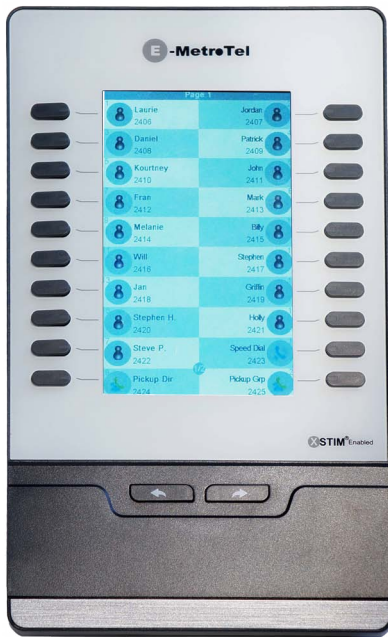 E-MetroTel
Page 1
Laurie
2406
Jordan
2407
Daniel
2408
Patrick
2409
Kourtney
2410
John
2411
Fran
2412
Mark
2413
Melanie
2414
Billy
2415
Will
2416
Stephen
2417
Jan
2418
Griffin
2419
Stephen H.
2420
Holly
2421
Steve P.
2422
Speed Dial
2423
Pickup Dir
2424
Pickup Grp
2425
XSTIM® Enabled